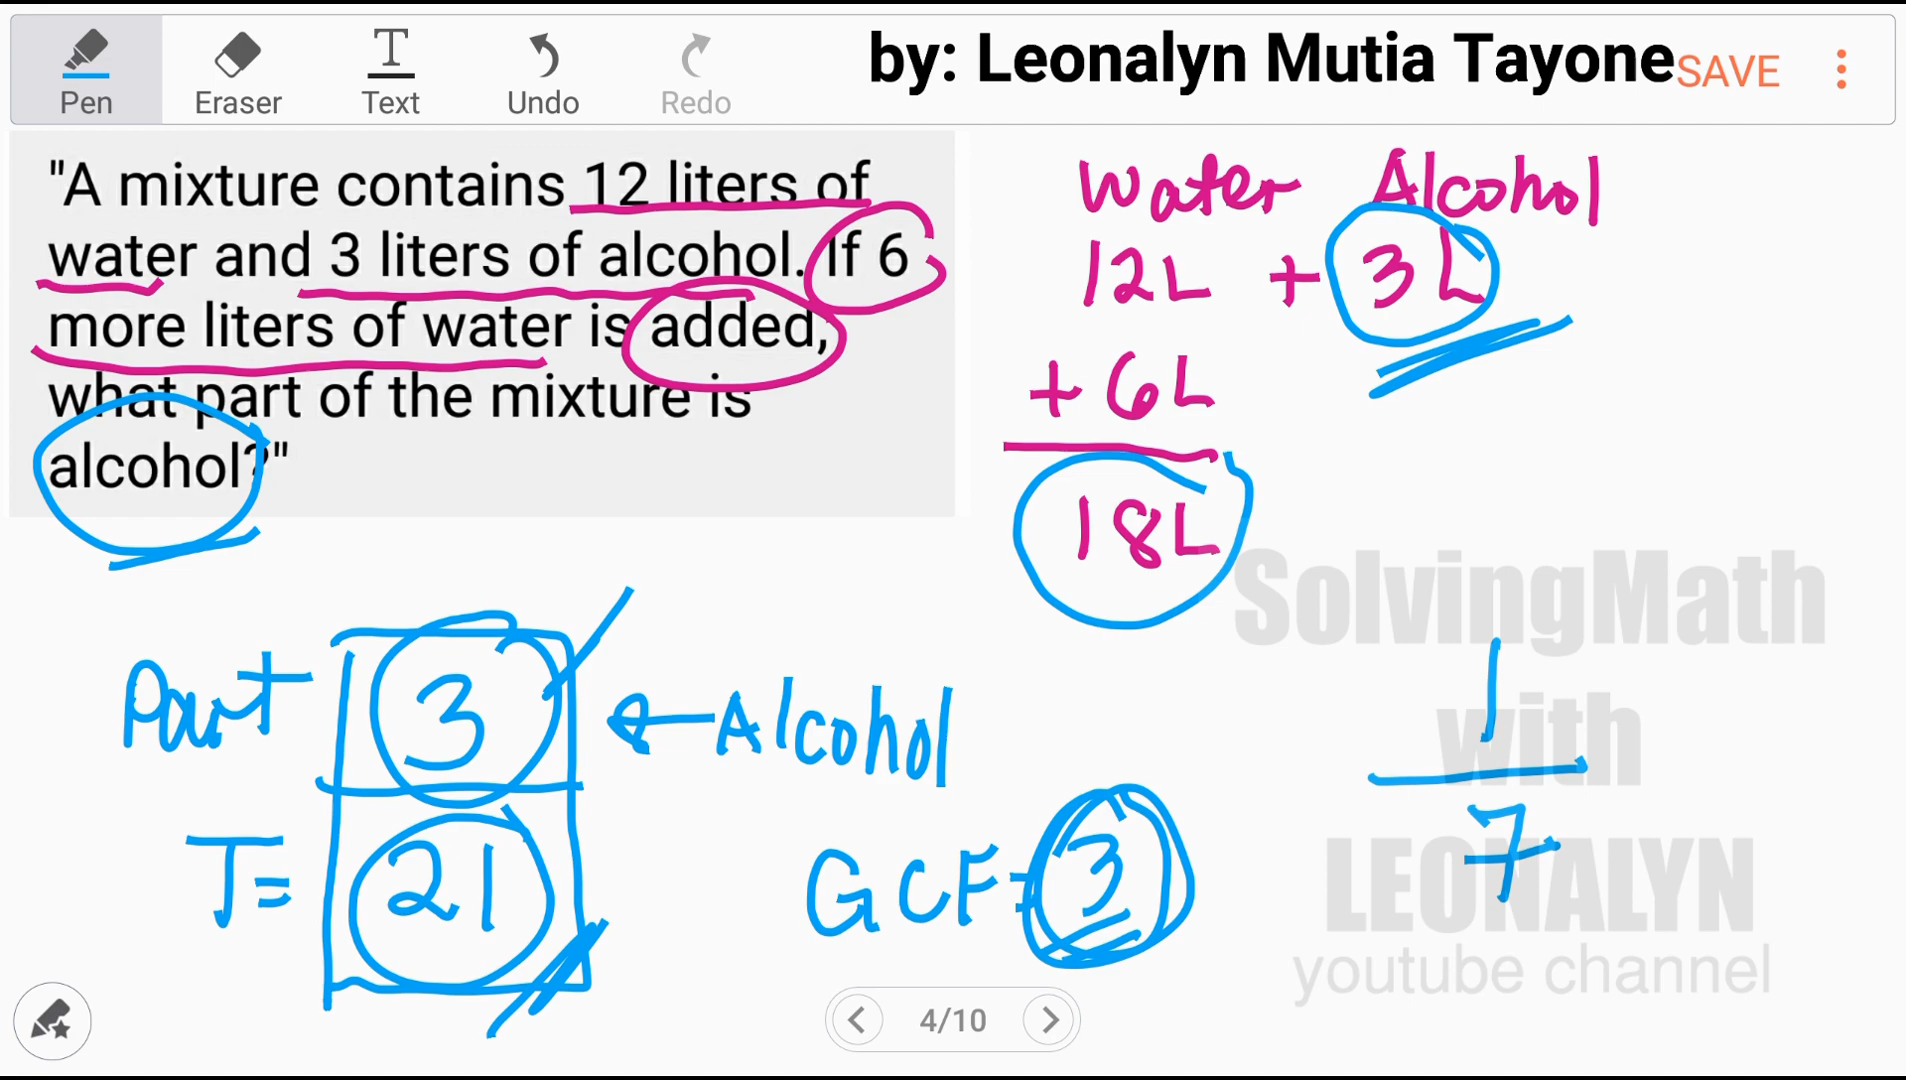 Pen
Eraser
Text
Undo
Redo
by: Leonalyn Mutia Tayone
SAVE
"A mixture contains 12 liters of
water and 3 liters of alcohol. If 6
more liters of water is added,
what part of the mixture is
alcohol?"
Water Alcohol
12L + 3L
+ 6L
18L
SolvingMath
with
LEONALYN
youtube channel
Part 3 ← Alcohol
T= 21
GCF = 3
1
7
4/10